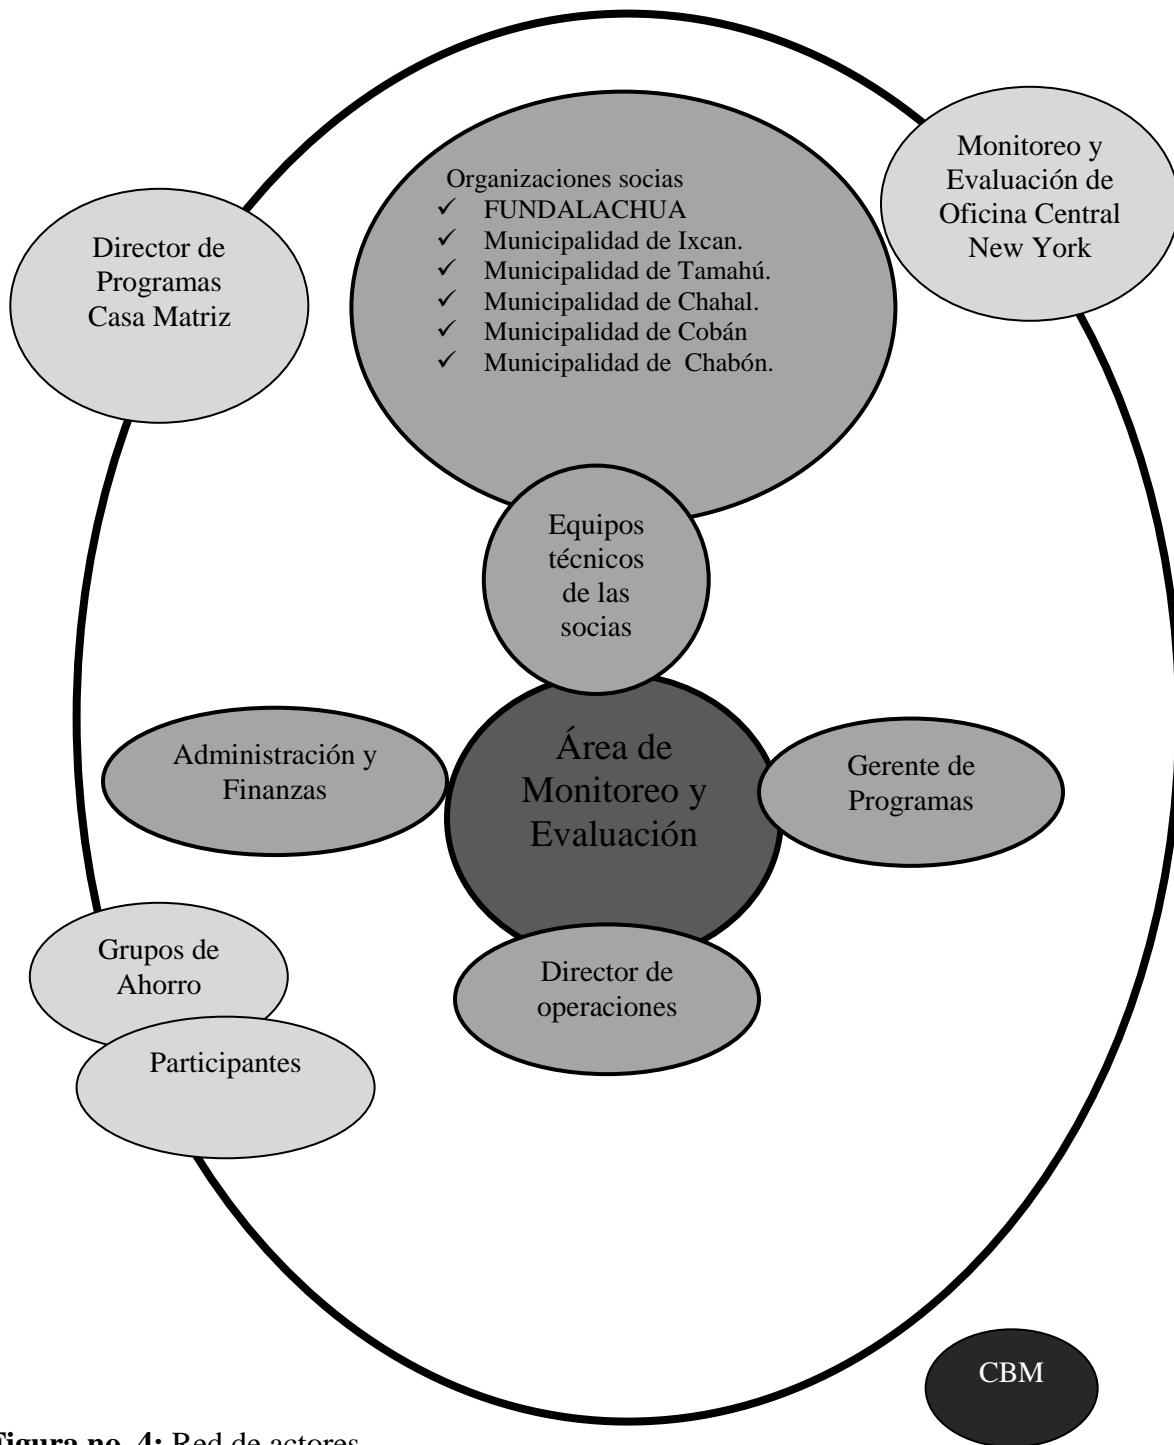 Monitoreo y
Evaluación de
Oficina Central
New York
Organizaciones socias
✓ FUNDALACHUA
✓ Municipalidad de Ixcan.
✓ Municipalidad de Tamahú.
✓ Municipalidad de Chahal.
✓ Municipalidad de Cobán
✓ Municipalidad de Chabón.
Director de
Programas
Casa Matriz
Equipos
técnicos
de las
socias
Administración y
Finanzas
Área de
Monitoreo y
Evaluación
Gerente de
Programas
Grupos de
Ahorro
Director de
operaciones
Participantes
CBM
Figura no. 4: Red de actores